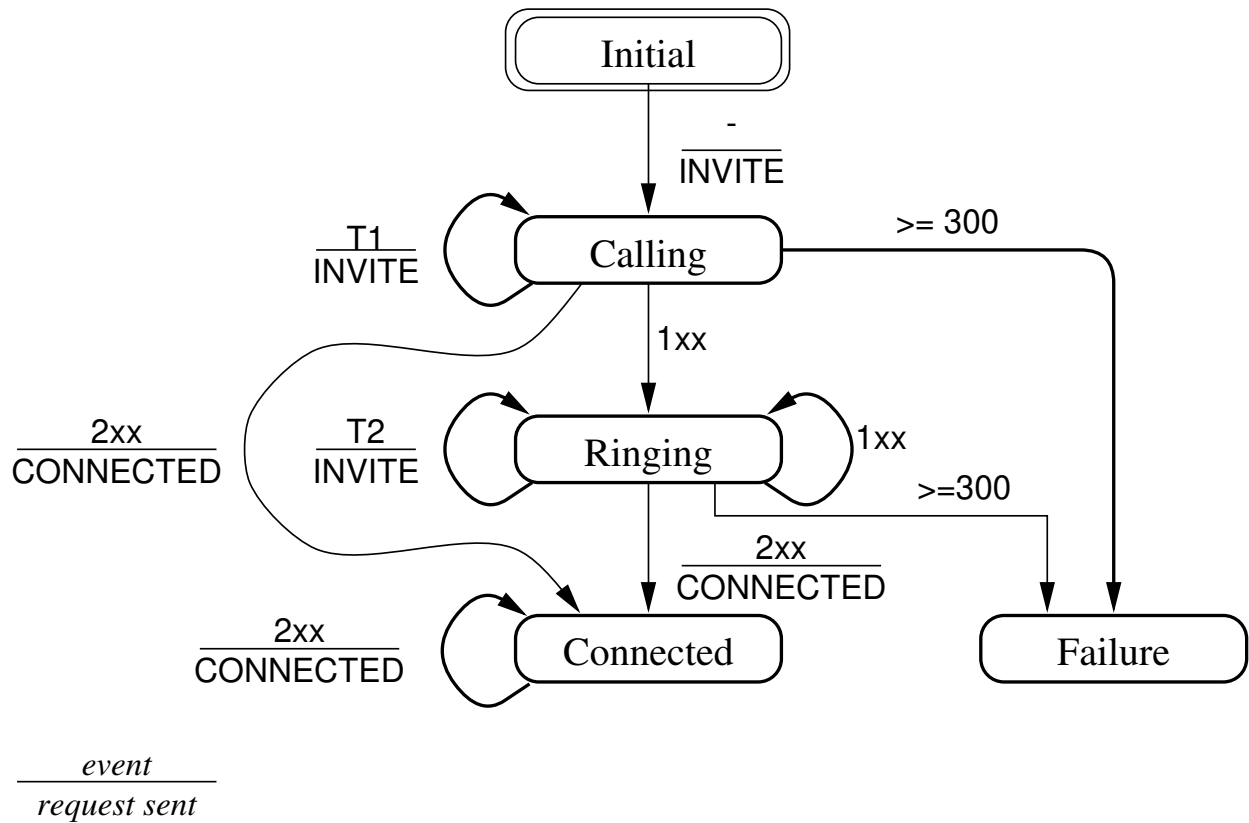 Initial
-
INVITE
>= 300
T1
INVITE
Calling
1xx
2xx
CONNECTED
T2
INVITE
Ringing
1xx
>=300
2xx
CONNECTED
2xx
CONNECTED
Connected
Failure
event
request sent